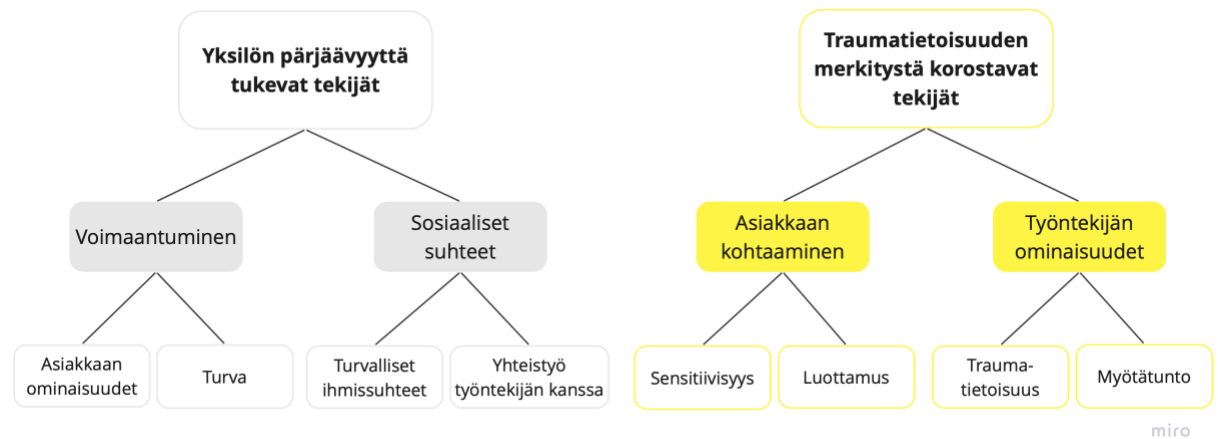 Yksilön pärjäävyyttä
tukevat tekijät
Traumatietoisuuden
merkitystä korostavat
tekijät
Voimaantuminen
Sosiaaliset
suhteet
Asiakkaan
kohtaaminen
Työntekijän
ominaisuudet
Asiakkaan
ominaisuudet
Turva
Turvalliset
ihmissuhteet
Yhteistyö
työntekijän kanssa
Sensitiivisyys
Luottamus
Trauma-
tietoisuus
Myötätunto
miro